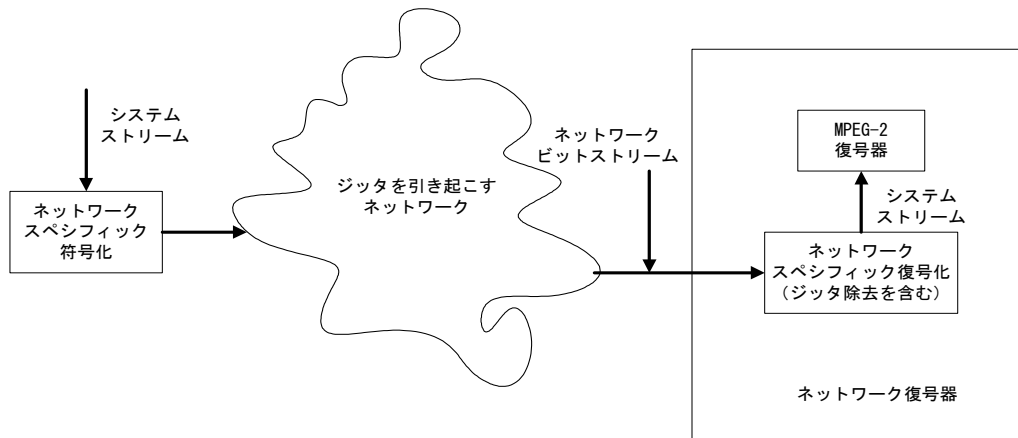 システム
ストリーム
ネットワーク
スペシフィック
符号化
ジッタを引き起こす
ネットワーク
ネットワーク
ビットストリーム
MPEG-2
復号器
システム
ストリーム
ネットワーク
スペシフィック復号化
(ジッタ除去を含む)
ネットワーク復号器